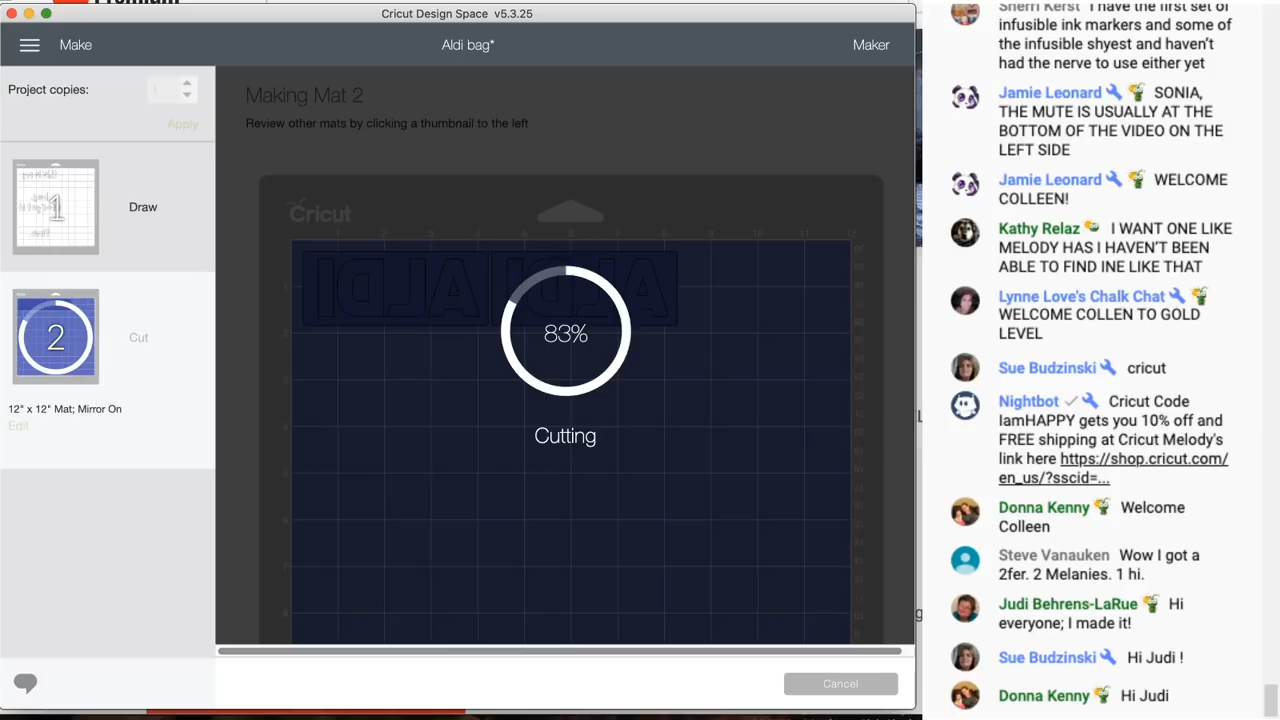 Premium
Cricut Design Space v5.3.25
Make
Aldi bag*
Maker
Project copies:
1
Apply
Making Mat 2
Review other mats by clicking a thumbnail to the left
1
Draw
2
Cut
12" x 12" Mat; Mirror On
Edit
Cricut
ALDI ALDI
83%
Cutting
Cancel
Sherri Kerst I have the first set of
infusible ink markers and some of
the infusible shyest and haven't
had the nerve to use either yet
Jamie Leonard SONIA,
THE MUTE IS USUALLY AT THE
BOTTOM OF THE VIDEO ON THE
LEFT SIDE
Jamie Leonard WELCOME
COLLEEN!
Kathy Relaz I WANT ONE LIKE
MELODY HAS I HAVEN'T BEEN
ABLE TO FIND INE LIKE THAT
Lynne Love's Chalk Chat
WELCOME COLLEN TO GOLD
LEVEL
Sue Budzinski cricut
Nightbot Cricut Code
IamHAPPY gets you 10% off and
FREE shipping at Cricut Melody's
link here https://shop.cricut.com/
en_us/?sscid=...
Donna Kenny Welcome
Colleen
Steve Vanauken Wow I got a
2fer. 2 Melanies. 1 hi.
Judi Behrens-LaRue Hi
everyone; I made it!
Sue Budzinski Hi Judi !
Donna Kenny Hi Judi